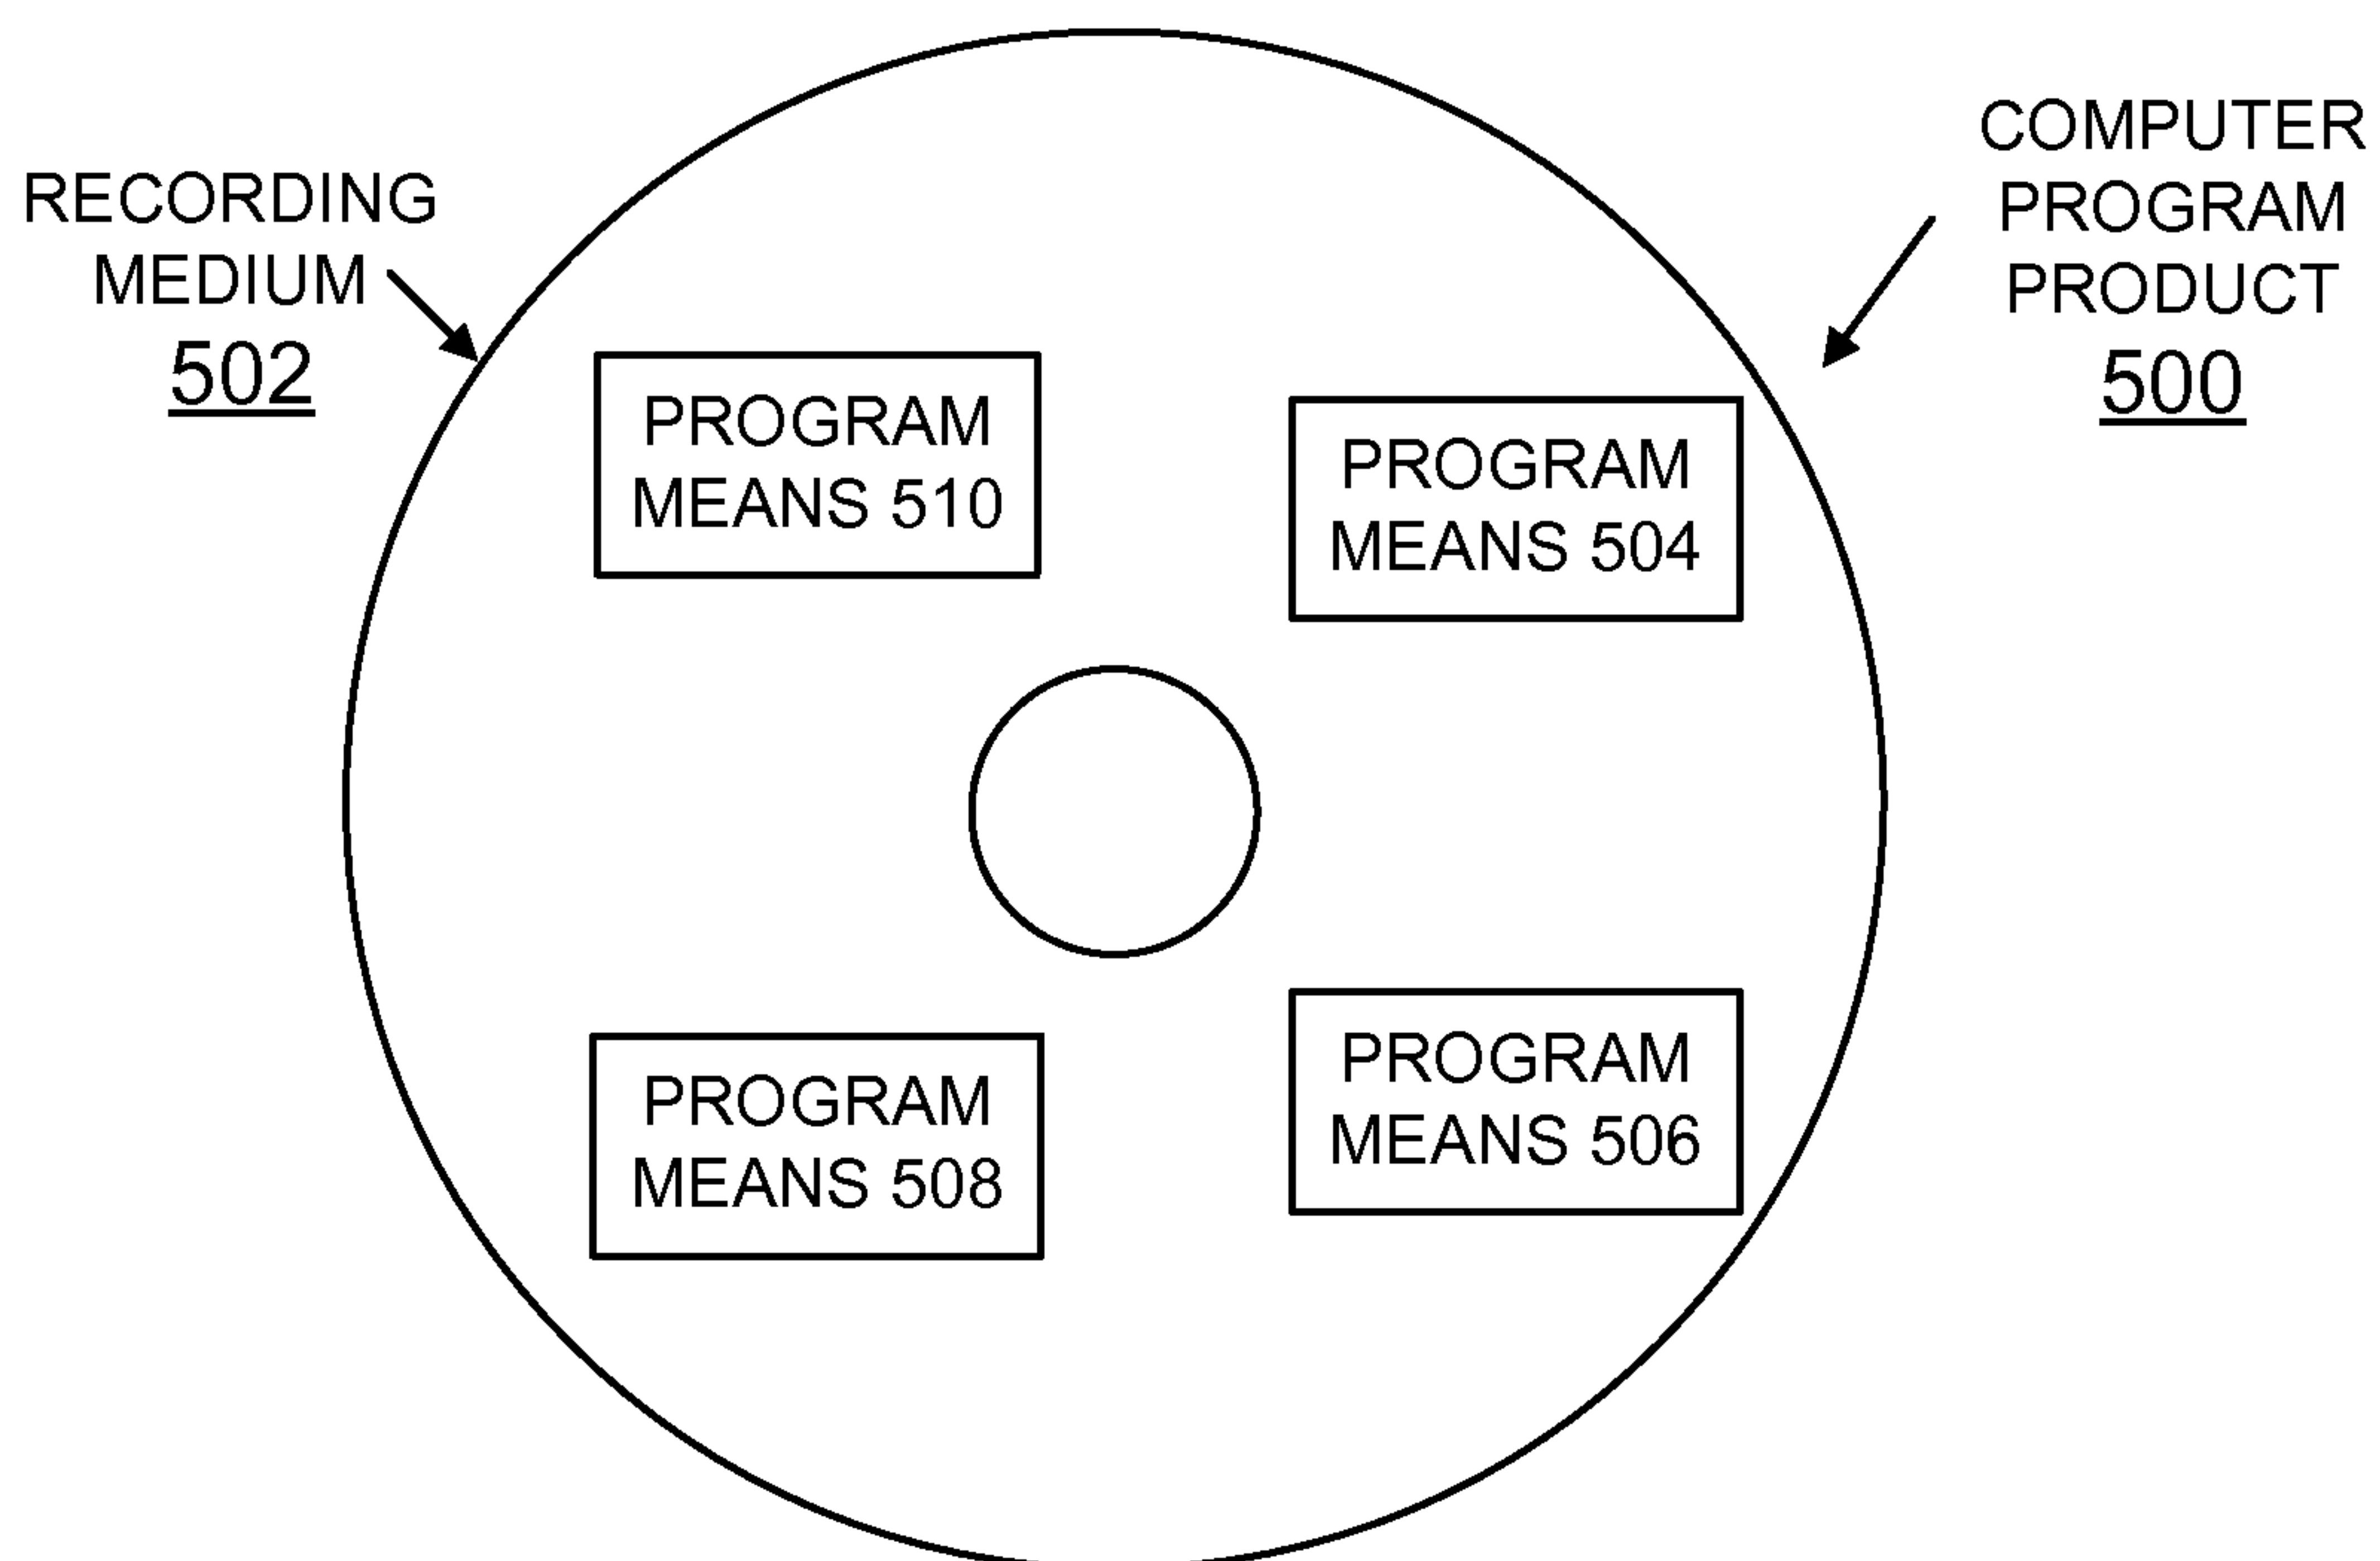 RECORDING
MEDIUM
502
COMPUTER
PROGRAM
PRODUCT
500
PROGRAM
MEANS 510
PROGRAM
MEANS 504
PROGRAM
MEANS 508
PROGRAM
MEANS 506